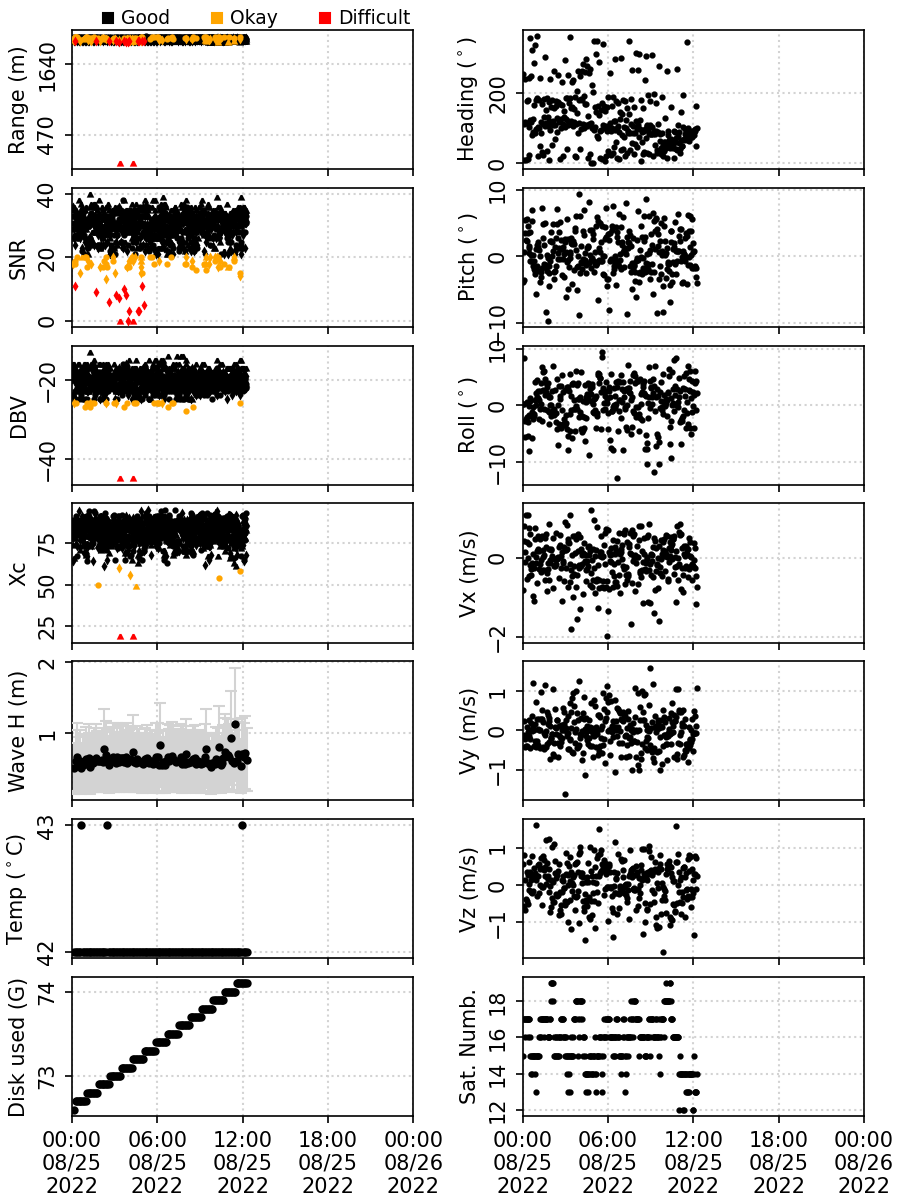 Good Okay Difficult
Range (m)
1640
470
Heading (°)
200
0
SNR
40
20
0
Pitch (°)
10
0
−10
DBV
−20
−40
Roll (°)
10
0
−10
Xc
75
50
25
Vx (m/s)
0
−2
Wave H (m)
2
1
Vy (m/s)
1
0
−1
Temp (°C)
43
42
Vz (m/s)
1
0
−1
Disk used (G)
74
73
Sat. Numb.
18
16
14
12
00:00 06:00 12:00 18:00 00:00
08/25 08/25 08/25 08/25 08/26
2022 2022 2022 2022 2022
00:00 06:00 12:00 18:00 00:00
08/25 08/25 08/25 08/25 08/26
2022 2022 2022 2022 2022